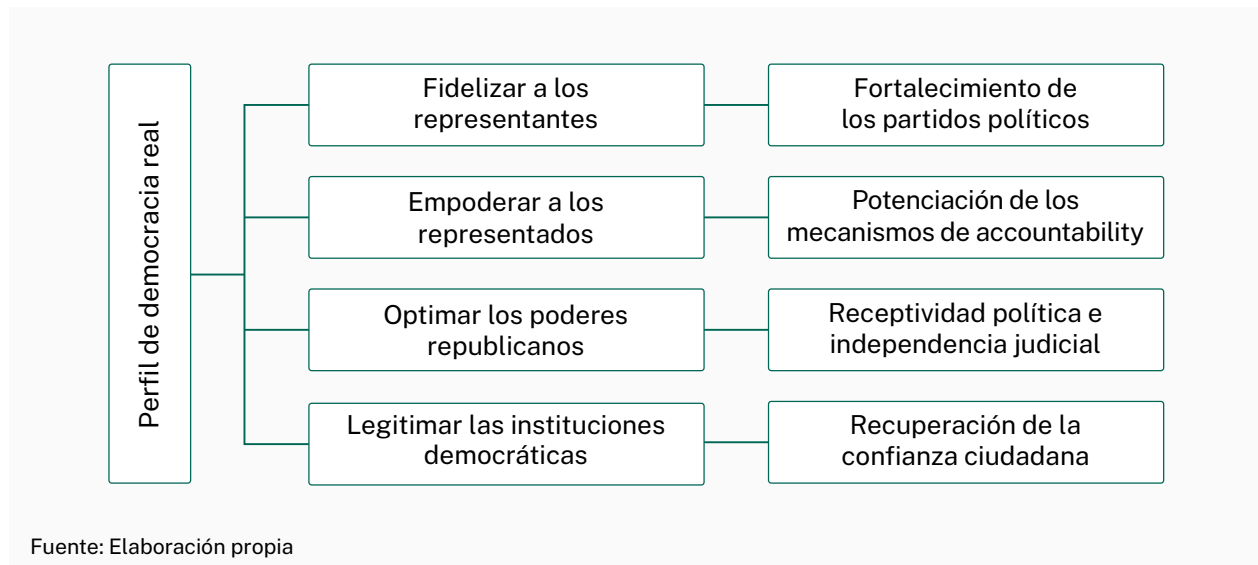 Perfil de democracia real
Fidelizar a los
representantes
Fortalecimiento de
los partidos políticos
Empoderar a los
representados
Potenciación de los
mecanismos de accountability
Optimar los poderes
republicanos
Receptividad política e
independencia judicial
Legitimar las instituciones
democráticas
Recuperación de la
confianza ciudadana
Fuente: Elaboración propia